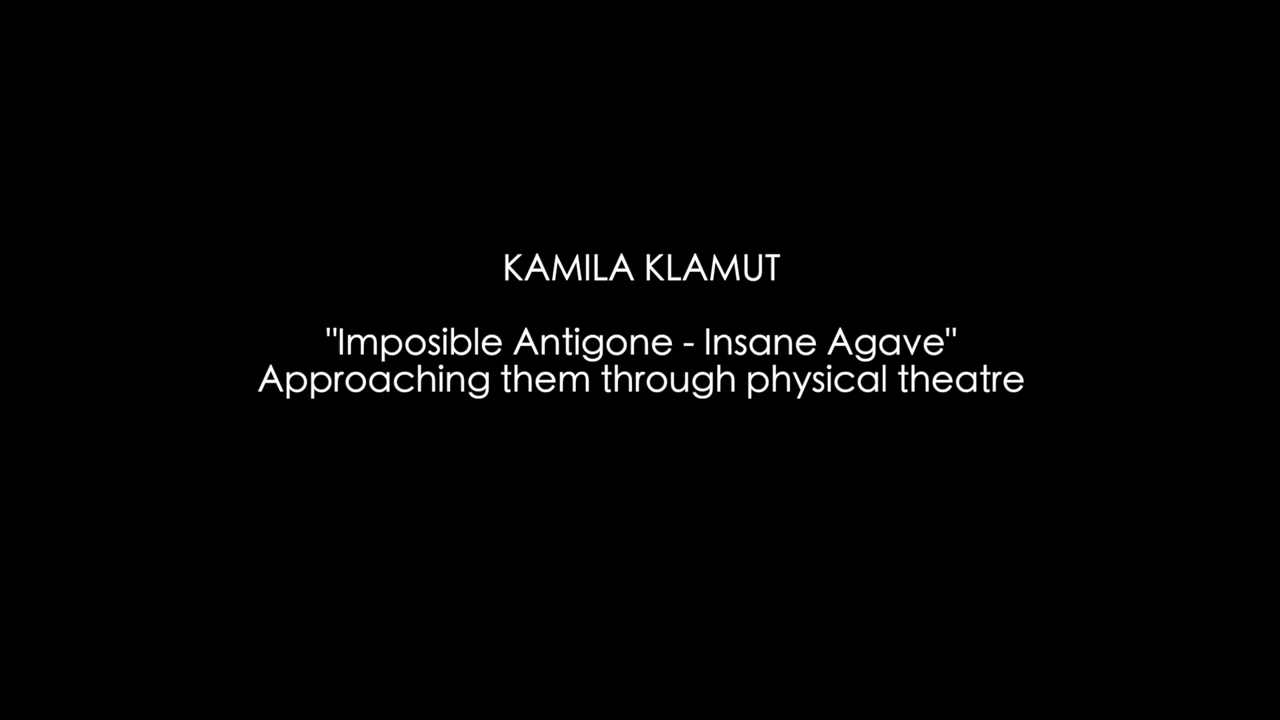 KAMILA KLAMUT
"Imposible Antigone - Insane Agave"
Approaching them through physical theatre